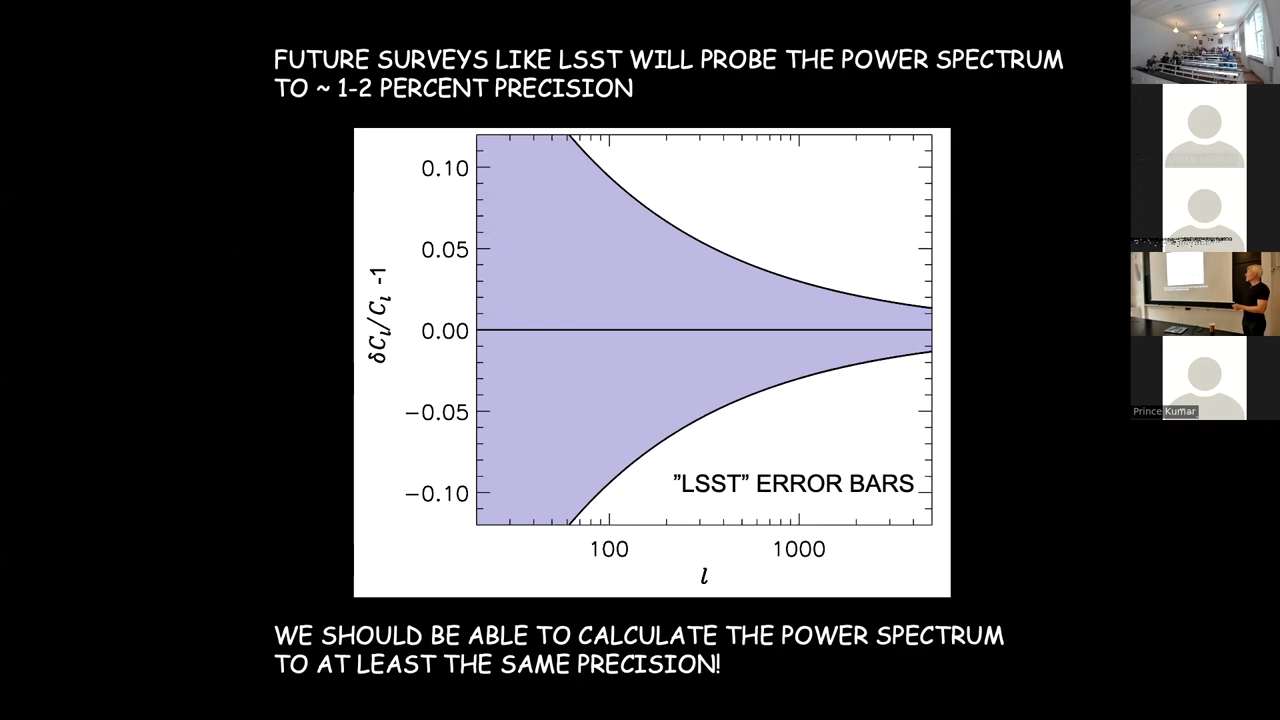 FUTURE SURVEYS LIKE LSST WILL PROBE THE POWER SPECTRUM
TO ~ 1-2 PERCENT PRECISION
0.10
0.05
0.00
−0.05
−0.10
δCl/Cl -1
"LSST" ERROR BARS
100
1000
l
WE SHOULD BE ABLE TO CALCULATE THE POWER SPECTRUM
TO AT LEAST THE SAME PRECISION!
Prince Kumar